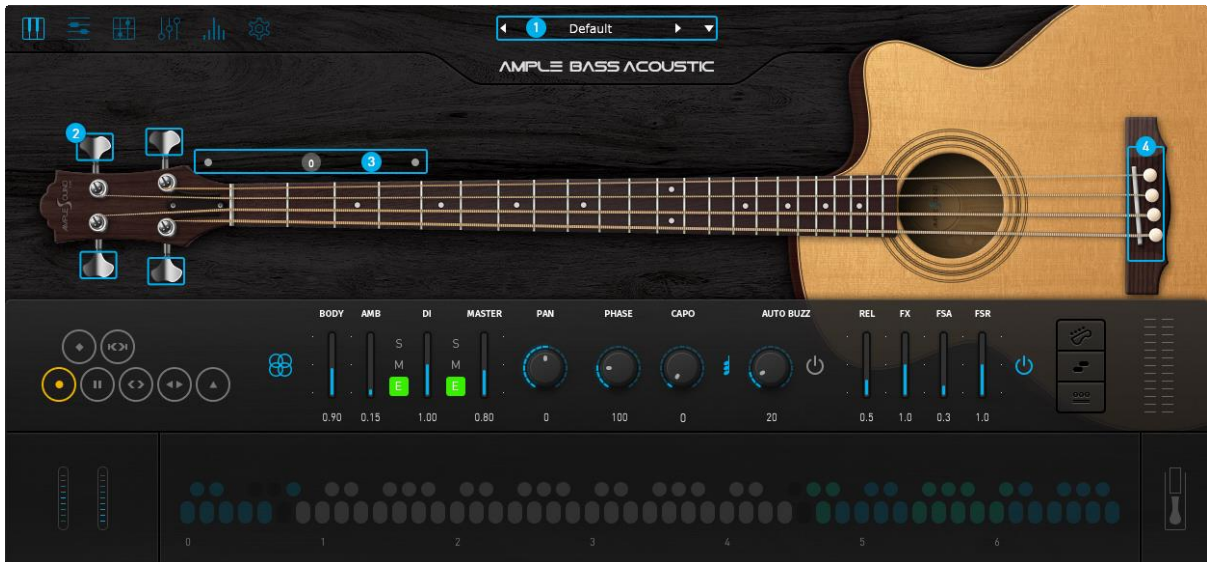 1 Default
AMPLE BASS ACOUSTIC
2
0 3
4
BODY AMB DI MASTER PAN PHASE CAPO AUTO BUZZ REL FX FSA FSR
S S
M M
E E
0.90 0.15 1.00 0.80 0 100 0 20 0.5 1.0 0.3 1.0
0 1 2 3 4 5 6